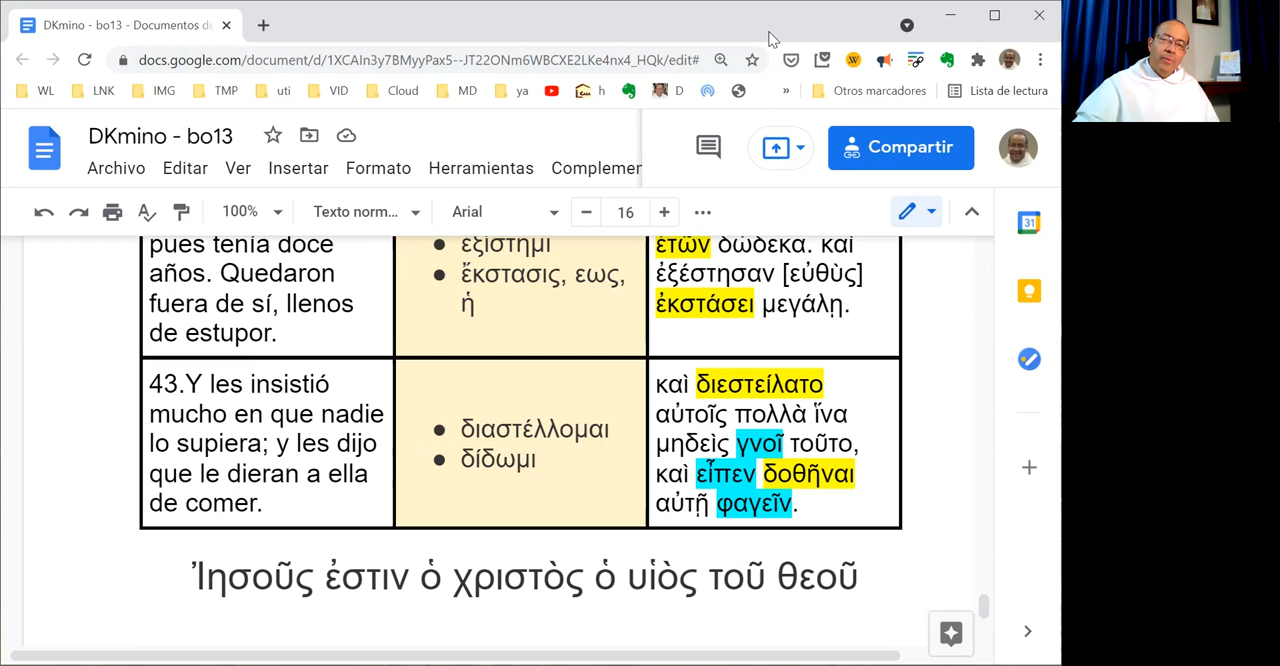 DKmino - bo13 - Documentos de
docs.google.com/document/d/1XCAIn3y7BMyyPax5--JT22ONm6WBCXE2LKe4nx4_HQk/edit#
WL LNK IMG TMP uti VID Cloud MD ya h D » Otros marcadores Lista de lectura
DKmino - bo13
Archivo Editar Ver Insertar Formato Herramientas Complemen
Compartir
100% Texto norm... Arial 16
31
pues tenía doce
años. Quedaron
fuera de sí, llenos
de estupor.
ἐξίστημι
ἔκστασις, εως,
ἡ
ἐτῶν δώδεκα. καὶ
ἐξέστησαν [εὐθὺς]
ἐκστάσει μεγάλῃ.
43.Y les insistió
mucho en que nadie
lo supiera; y les dijo
que le dieran a ella
de comer.
διαστέλλομαι
δίδωμι
καὶ διεστείλατο
αὐτοῖς πολλὰ ἵνα
μηδεὶς γνοῖ τοῦτο,
καὶ εἶπεν δοθῆναι
αὐτῇ φαγεῖν.
Ἰησοῦς ἐστιν ὁ χριστὸς ὁ υἱὸς τοῦ θεοῦ